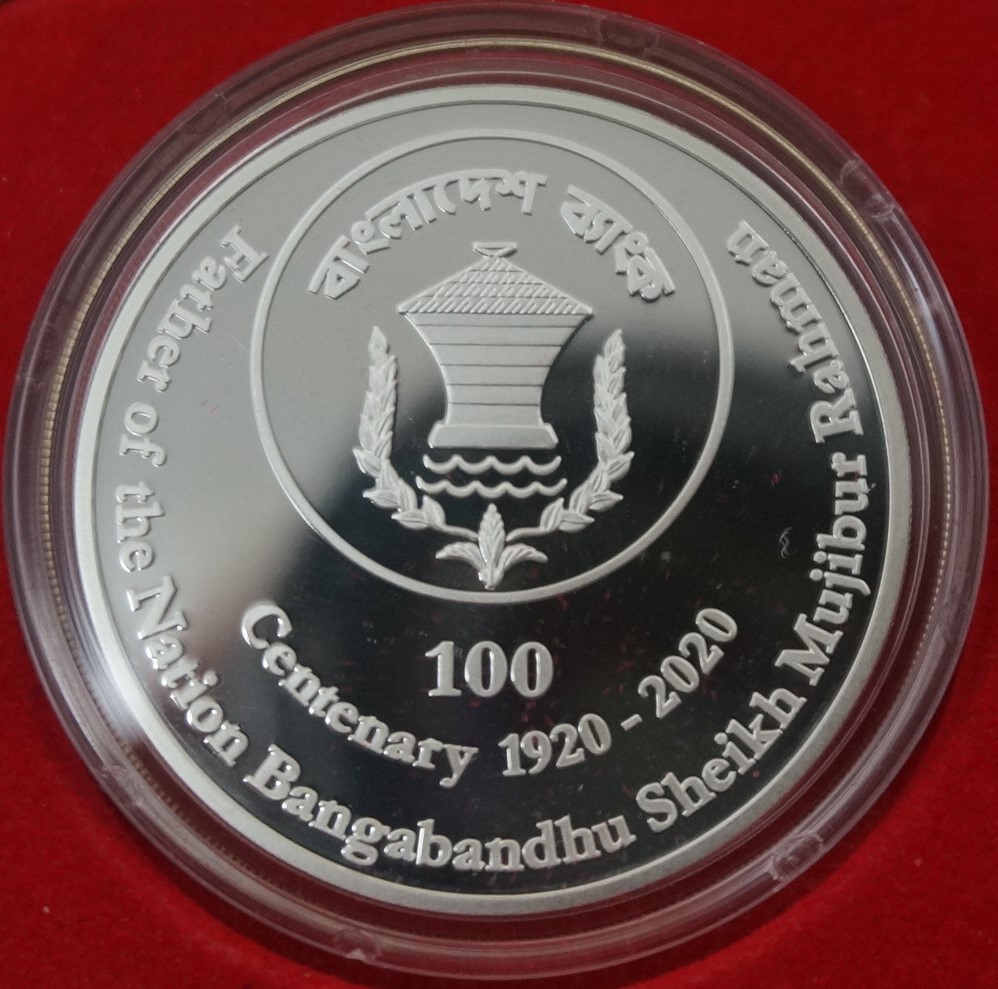 বাংলাদেশ ব্যাংক
100
Centenary 1920 - 2020
Father of the Nation Bangabandhu Sheikh Mujibur Rahman